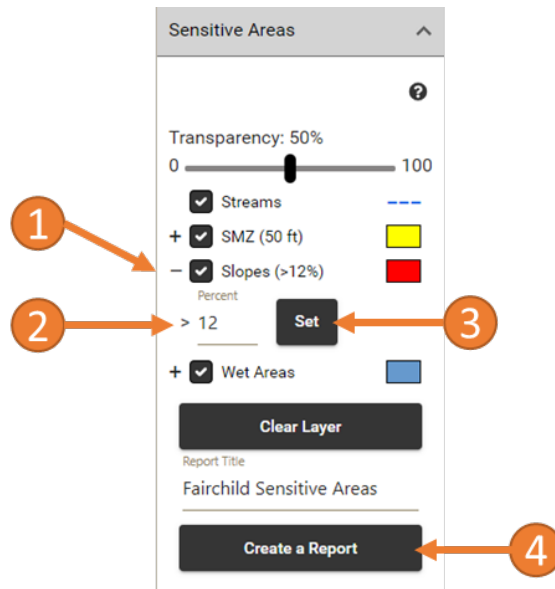 Sensitive Areas
?
Transparency: 50%
0 100
Streams
1
+ SMZ (50 ft)
− Slopes (>12%)
Percent
2 > 12 Set 3
+ Wet Areas
Clear Layer
Report Title
Fairchild Sensitive Areas
Create a Report 4